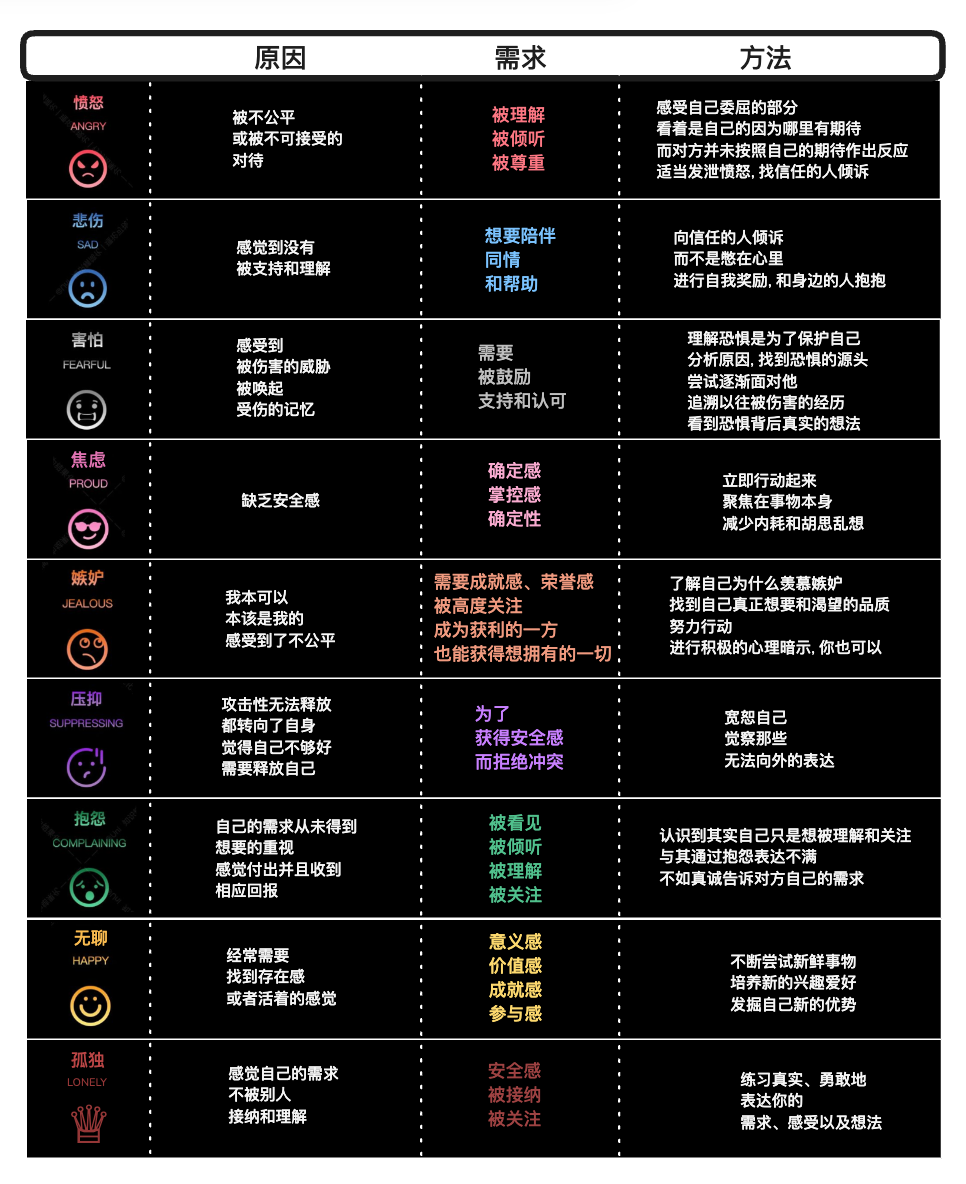 原因
需求
方法
愤怒
ANGRY
被不公平
或被不可接受的
对待
被理解
被倾听
被尊重
感受自己委屈的部分
看着是自己的因为哪里有期待
而对方并未按照自己的期待作出反应
适当发泄愤怒, 找信任的人倾诉
悲伤
SAD
感觉到没有
被支持和理解
想要陪伴
同情
和帮助
向信任的人倾诉
而不是憋在心里
进行自我奖励, 和身边的人抱抱
害怕
FEARFUL
感受到
被伤害的威胁
被唤起
受伤的记忆
需要
被鼓励
支持和认可
理解恐惧是为了保护自己
分析原因, 找到恐惧的源头
尝试逐渐面对他
追溯以往被伤害的经历
看到恐惧背后真实的想法
焦虑
PROUD
缺乏安全感
确定感
掌控感
确定性
立即行动起来
聚焦在事物本身
减少内耗和胡思乱想
嫉妒
JEALOUS
我本可以
本该是我的
感受到了不公平
需要成就感、荣誉感
被高度关注
成为获利的一方
也能获得想拥有的一切
了解自己为什么羡慕嫉妒
找到自己真正想要和渴望的品质
努力行动
进行积极的心理暗示, 你也可以
压抑
SUPPRESSING
攻击性无法释放
都转向了自身
觉得自己不够好
需要释放自己
为了
获得安全感
而拒绝冲突
宽恕自己
觉察那些
无法向外的表达
抱怨
COMPLAINING
自己的需求从未得到
想要的重视
感觉付出并且收到
相应回报
被看见
被倾听
被理解
被关注
认识到其实自己只是想被理解和关注
与其通过抱怨表达不满
不如真诚告诉对方自己的需求
无聊
HAPPY
经常需要
找到存在感
或者活着的感觉
意义感
价值感
成就感
参与感
不断尝试新鲜事物
培养新的兴趣爱好
发掘自己新的优势
孤独
LONELY
感觉自己的需求
不被别人
接纳和理解
安全感
被接纳
被关注
练习真实、勇敢地
表达你的
需求、感受以及想法